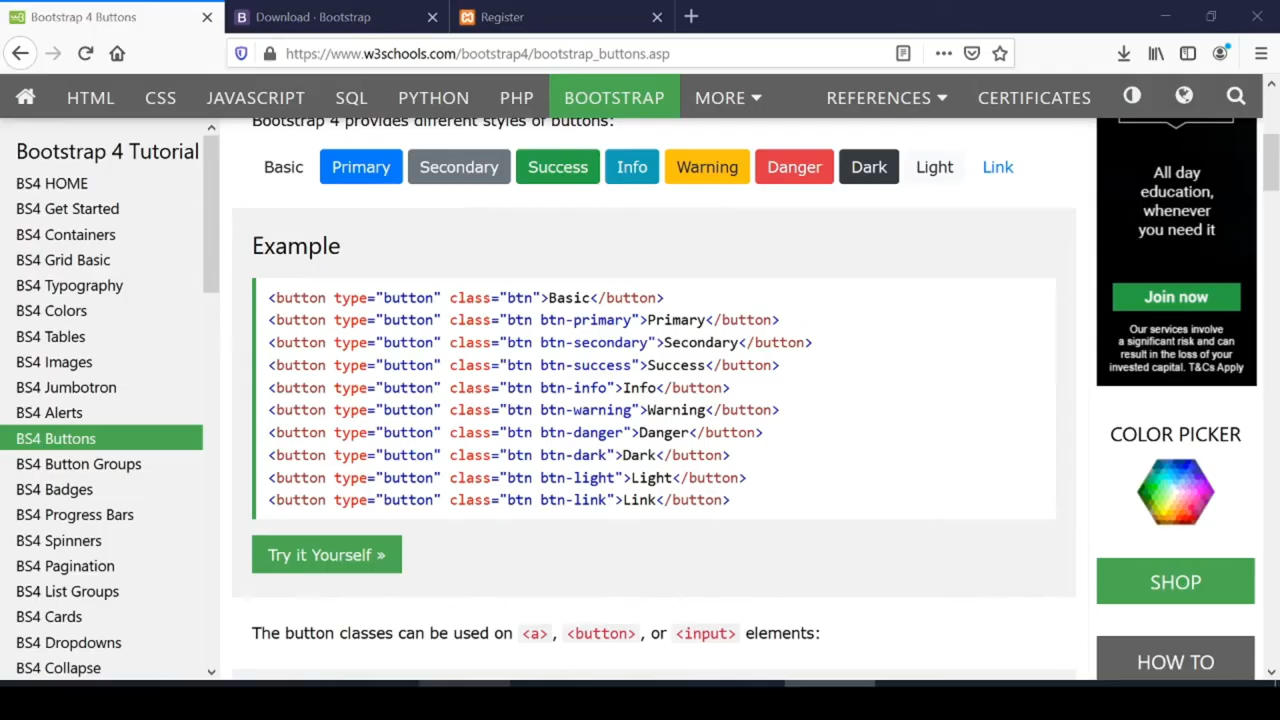 Bootstrap 4 Buttons
Download · Bootstrap
Register
https://www.w3schools.com/bootstrap4/bootstrap_buttons.asp
HTML CSS JAVASCRIPT SQL PYTHON PHP BOOTSTRAP MORE REFERENCES CERTIFICATES
Bootstrap 4 Tutorial
BS4 HOME
BS4 Get Started
BS4 Containers
BS4 Grid Basic
BS4 Typography
BS4 Colors
BS4 Tables
BS4 Images
BS4 Jumbotron
BS4 Alerts
BS4 Buttons
BS4 Button Groups
BS4 Badges
BS4 Progress Bars
BS4 Spinners
BS4 Pagination
BS4 List Groups
BS4 Cards
BS4 Dropdowns
BS4 Collapse
Bootstrap 4 provides different styles of buttons:
Basic Primary Secondary Success Info Warning Danger Dark Light Link
Example
<button type="button" class="btn">Basic</button>
<button type="button" class="btn btn-primary">Primary</button>
<button type="button" class="btn btn-secondary">Secondary</button>
<button type="button" class="btn btn-success">Success</button>
<button type="button" class="btn btn-info">Info</button>
<button type="button" class="btn btn-warning">Warning</button>
<button type="button" class="btn btn-danger">Danger</button>
<button type="button" class="btn btn-dark">Dark</button>
<button type="button" class="btn btn-light">Light</button>
<button type="button" class="btn btn-link">Link</button>
Try it Yourself »
The button classes can be used on <a>, <button>, or <input> elements:
All day
education,
whenever
you need it
Join now
Our services involve
a significant risk and can
result in the loss of your
invested capital. T&Cs Apply
COLOR PICKER
SHOP
HOW TO